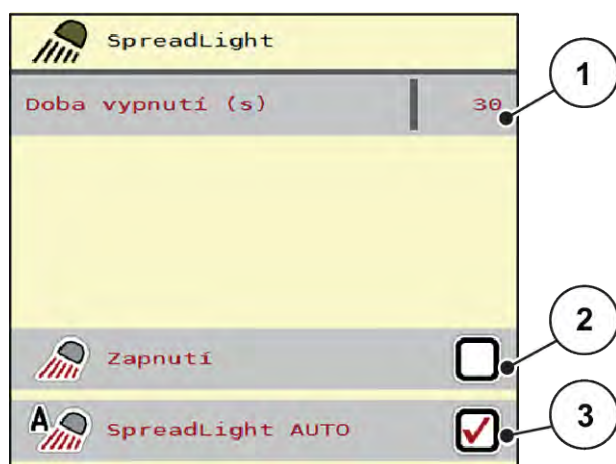 SpreadLight
Doba vypnutí (s) 30
1
Zapnutí
2
A
SpreadLight AUTO
3